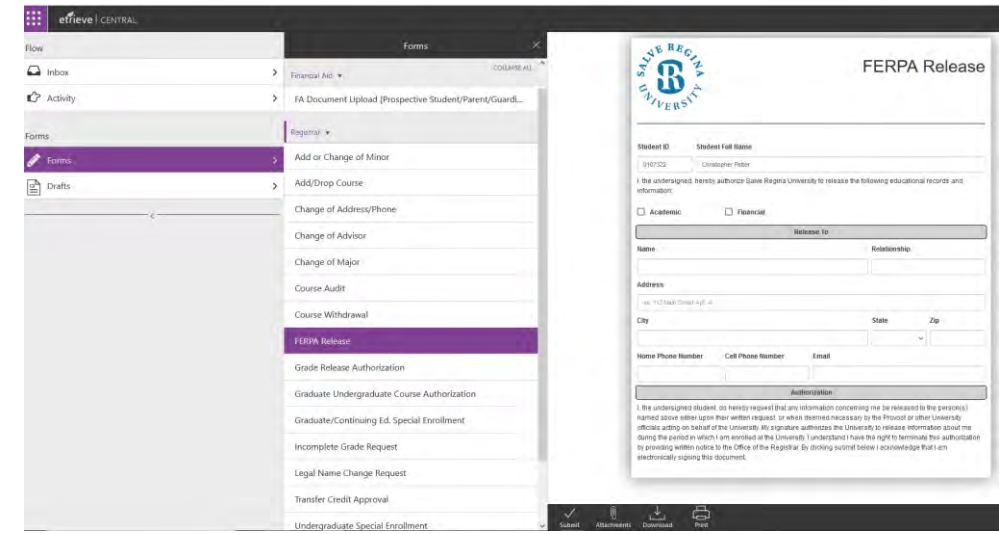 etrieve | CENTRAL
Flow
Inbox
Activity
Forms
Forms
Drafts
Forms
Financial Aid
COLLAPSE ALL
FA Document Upload [Prospective Student/Parent/Guardi...
Registrar
Add or Change of Minor
Add/Drop Course
Change of Address/Phone
Change of Advisor
Change of Major
Course Audit
Course Withdrawal
FERPA Release
Grade Release Authorization
Graduate Undergraduate Course Authorization
Graduate/Continuing Ed. Special Enrollment
Incomplete Grade Request
Legal Name Change Request
Transfer Credit Approval
Undergraduate Special Enrollment
SALVE REGINA UNIVERSITY
R
FERPA Release
Student ID Student Full Name
Christopher
I, the undersigned, hereby authorize Salve Regina University to release the following educational records and
information:
Academic Financial
Release To
Name Relationship
Address
City State Zip
Home Phone Number Cell Phone Number Email
Authorization
I, the undersigned student, do hereby request that any information concerning me be released to the person(s)
named above either upon their written request, or when deemed necessary by the Provost or other University
officials acting on behalf of the University. My signature authorizes the University to release information about me
during the period in which I am enrolled at the University. I understand I have the right to terminate this authorization
by providing written notice to the Office of the Registrar. By clicking submit below I acknowledge that I am
electronically signing this document.
Submit Attachments Download Print